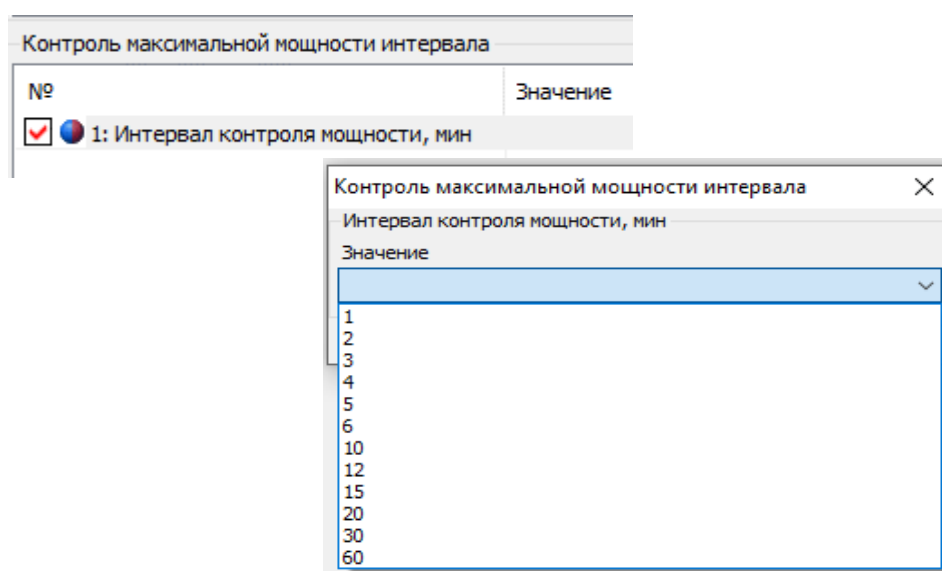 Контроль максимальной мощности интервала
№ Значение
1: Интервал контроля мощности, мин
Контроль максимальной мощности интервала
Интервал контроля мощности, мин
Значение
1
2
3
4
5
6
10
12
15
20
30
60